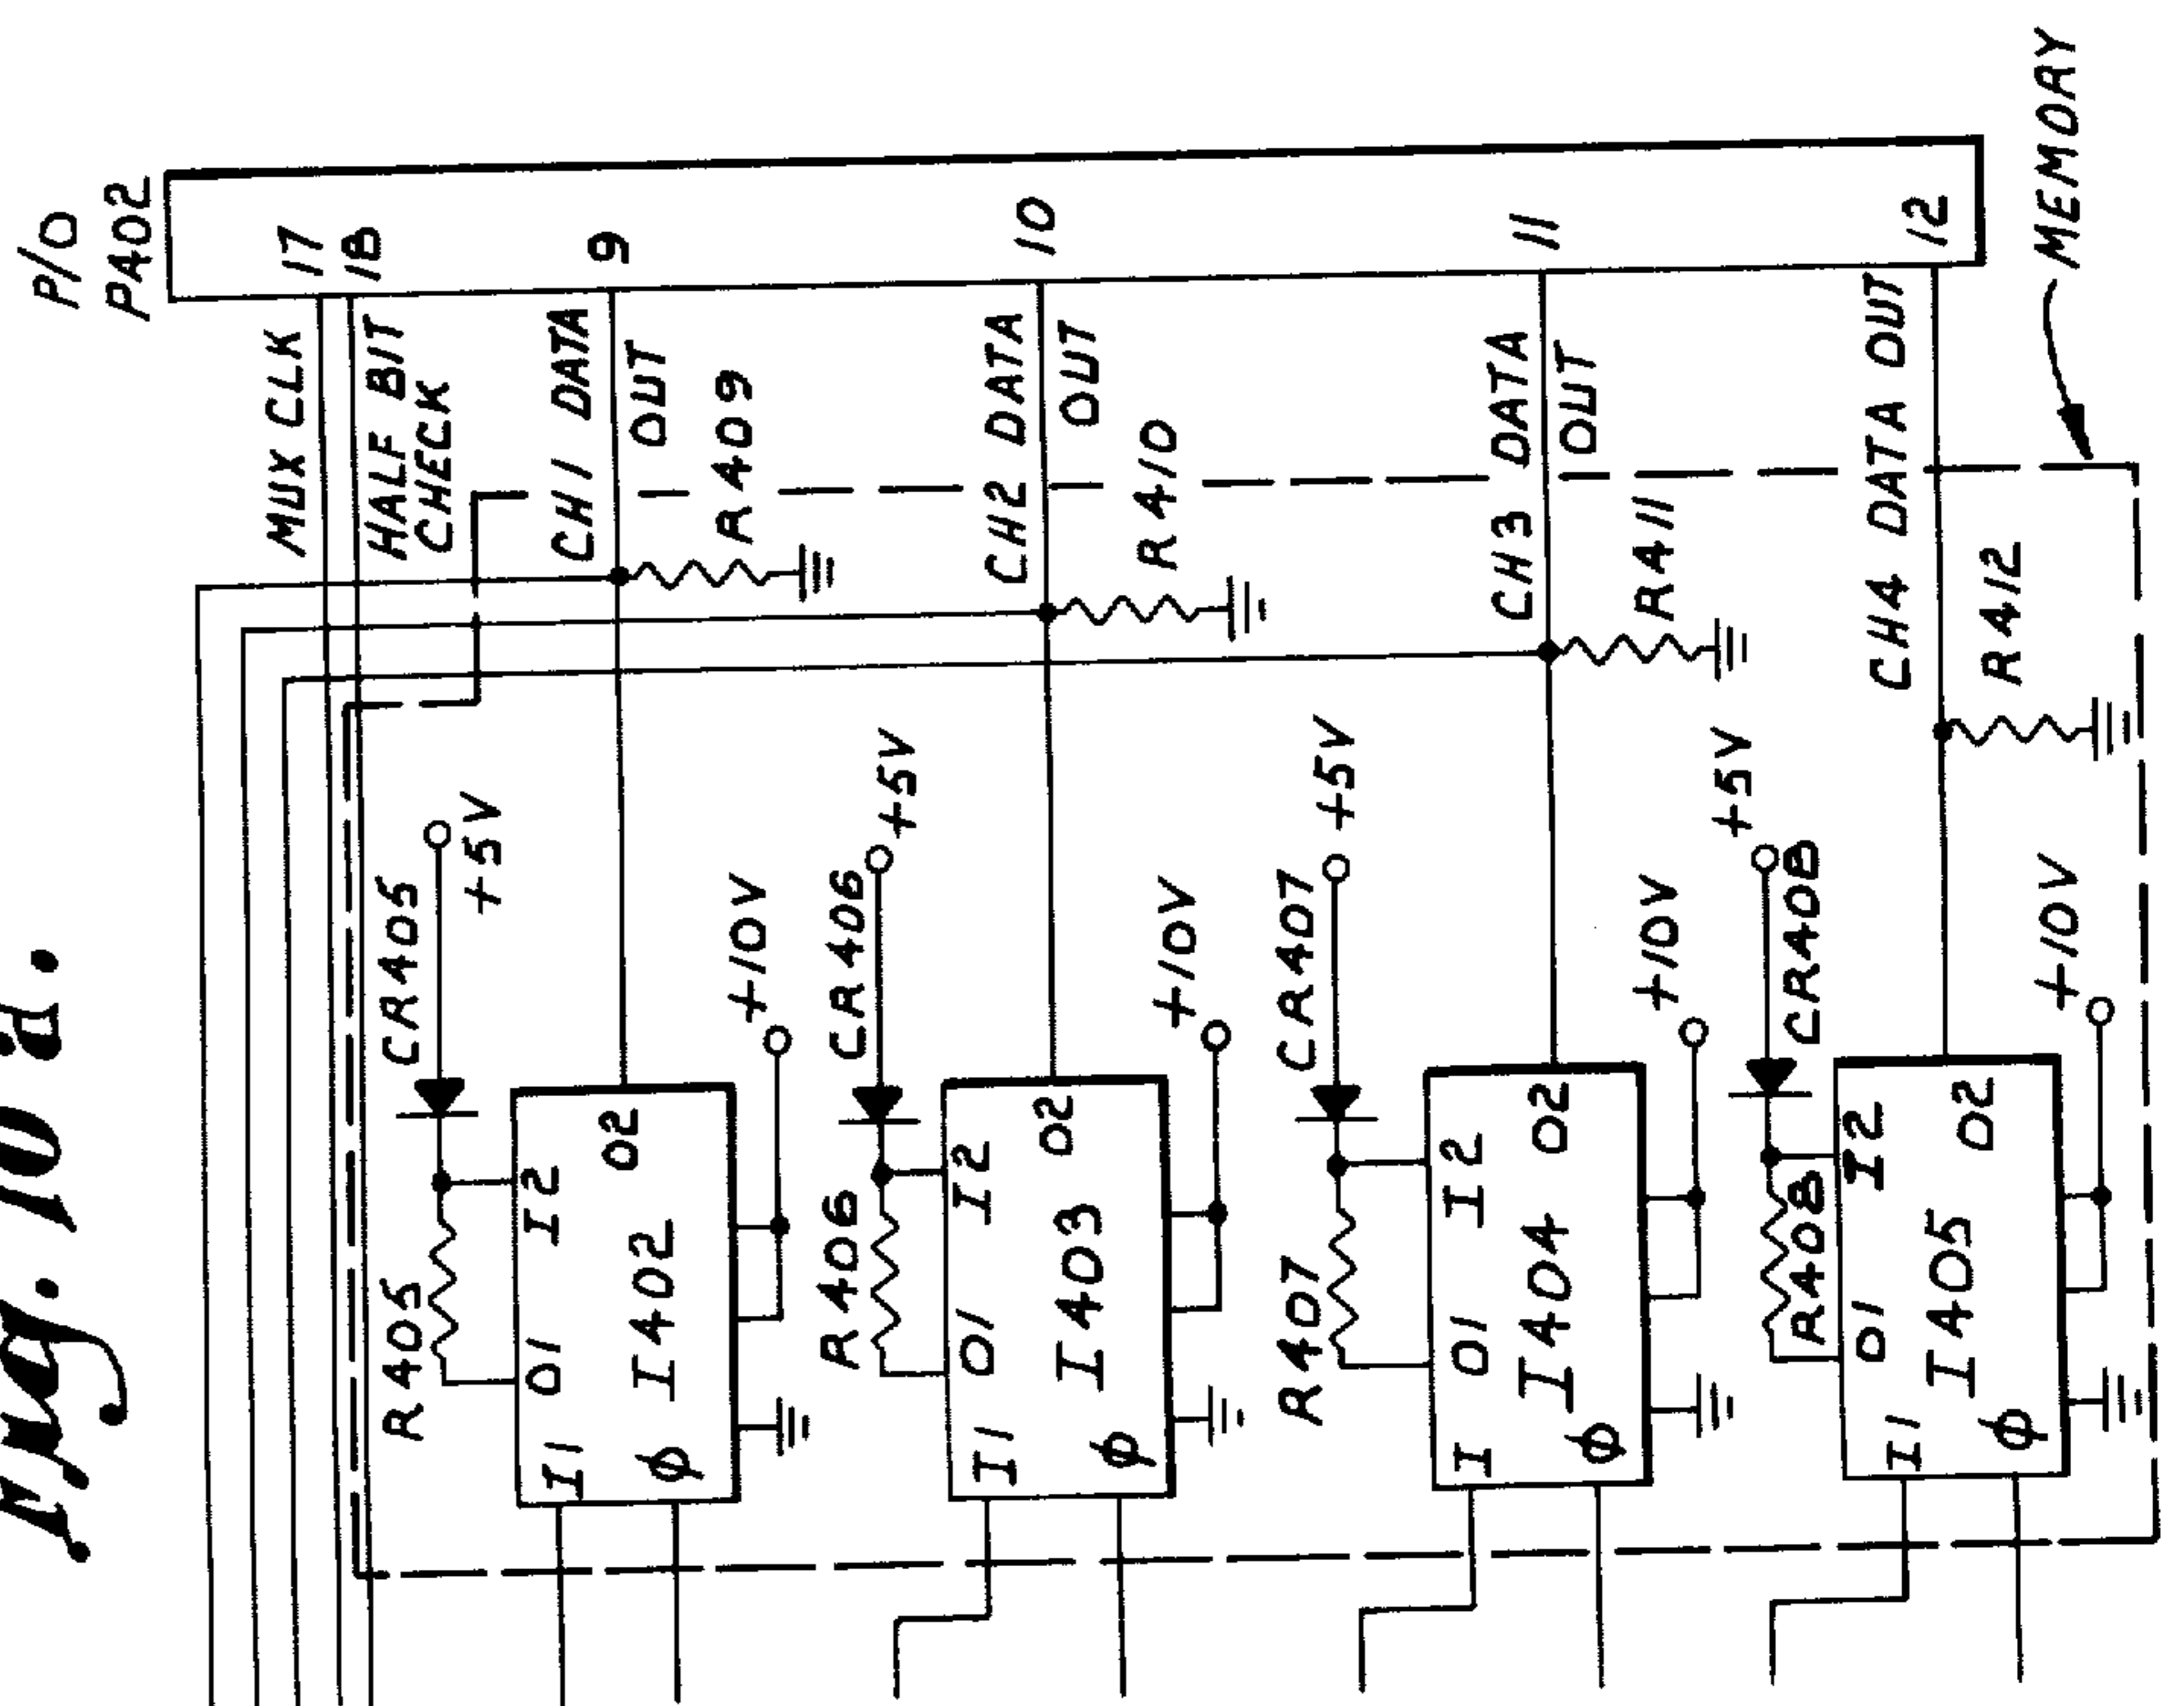 Fig. 10 d.
P/O
PA02
17
18
9
10
11
12
MUX CLK
HALF BIT
CHECK
CH1 DATA
OUT
R409
CH2 DATA
OUT
R410
CH3 DATA
OUT
R411
CH4 DATA OUT
R412
MEMORY
CR405
+5V
R405
I1
O1
I2
O2
I402
Φ
+10V
CR406
+5V
R406
I1
O1
I2
O2
I403
Φ
+10V
CR407
+5V
R407
I
O1
I2
O2
I404
Φ
+10V
CR408
+5V
R408
I1
O1
I2
O2
I405
Φ
+10V